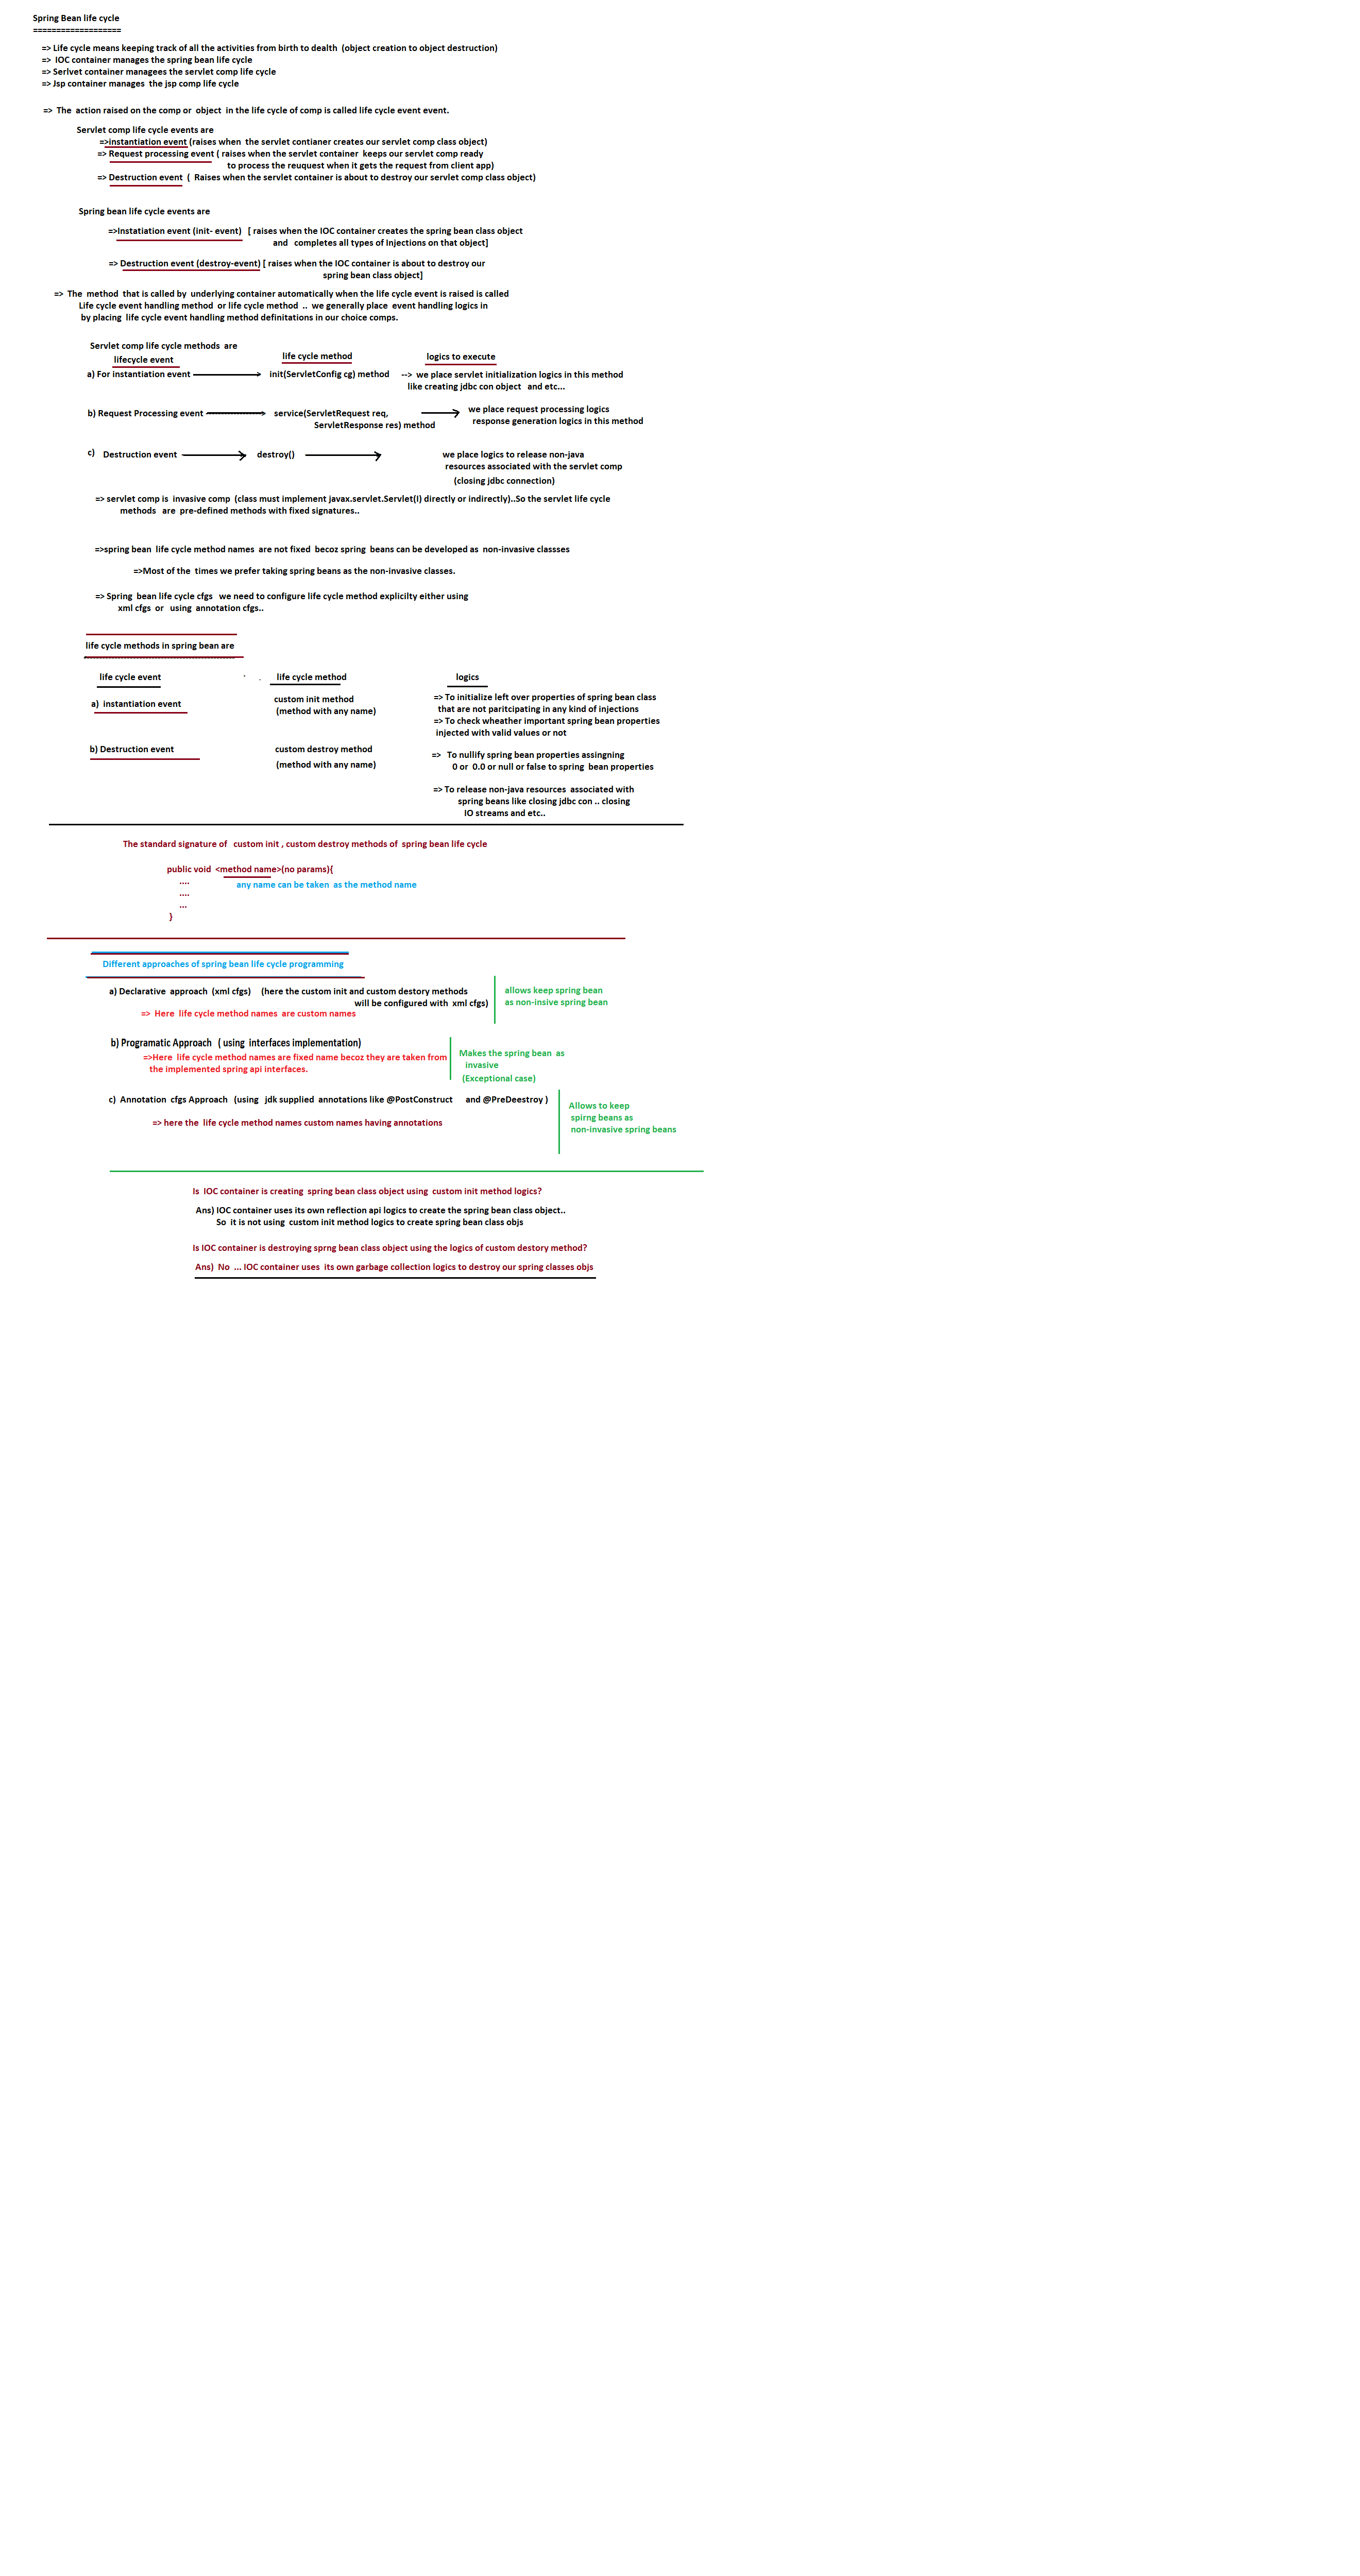 Spring Bean life cycle
===================
=> Life cycle means keeping track of all the activities from birth to dealth  (object creation to object destruction)
=>  IOC container manages the spring bean life cycle
=> Serlvet container managees the servlet comp life cycle
=> Jsp container manages  the jsp comp life cycle
=>  The  action raised on the comp or  object  in the life cycle of comp is called life cycle event event.
Servlet comp life cycle events are
=>instantiation event (raises when  the servlet contianer creates our servlet comp class object)
=> Request processing event ( raises when the servlet container  keeps our servlet comp ready
to process the reuquest when it gets the request from client app)
=> Destruction event  (  Raises when the servlet container is about to destroy our servlet comp class object)
Spring bean life cycle events are
=>Instatiation event (init- event)   [ raises when the IOC container creates the spring bean class object
and   completes all types of Injections on that object]
=> Destruction event (destroy-event) [ raises when the IOC container is about to destroy our
spring bean class object]
=>  The  method  that is called by  underlying container automatically when the life cycle event is raised is called
Life cycle event handling method  or life cycle method  ..  we generally place  event handling logics in
by placing  life cycle event handling method definitations in our choice comps.
Servlet comp life cycle methods  are
lifecycle event    life cycle method    logics to execute
a) For instantiation event    init(ServletConfig cg) method    -->  we place servlet initialization logics in this method
like creating jdbc con object   and etc...
b) Request Processing event    service(ServletRequest req,    we place request processing logics
ServletResponse res) method    response generation logics in this method
c)    Destruction event    destroy()    we place logics to release non-java
resources associated with the servlet comp
(closing jdbc connection)
=> servlet comp is  invasive comp  (class must implement javax.servlet.Servlet(I) directly or indirectly)..So the servlet life cycle
methods   are  pre-defined methods with fixed signatures..
=>spring bean  life cycle method names  are not fixed  becoz spring  beans can be developed as  non-invasive classses
=>Most of the  times we prefer taking spring beans as the non-invasive classes.
=> Spring  bean life cycle cfgs   we need to configure life cycle method explicilty either using
xml cfgs  or   using  annotation cfgs..
life cycle methods in spring bean are
life cycle event    life cycle method    logics
a)  instantiation event    custom init method    => To initialize left over properties of spring bean class
(method with any name)    that are not paritcipating in any kind of injections
=> To check wheather important spring bean properties
injected with valid values or not
b) Destruction event    custom destroy method    =>   To nullify spring bean properties assingning
(method with any name)    0 or  0.0 or null or false to spring  bean properties
=> To release non-java resources  associated with
spring beans like closing jdbc con .. closing
IO streams and etc..
The standard signature of   custom init , custom destroy methods of  spring bean life cycle
public void  <method name>(no params){
....    any name can be taken  as the method name
....
...
}
Different approaches of spring bean life cycle programming
a) Declarative  approach  (xml cfgs)    (here the custom init and custom destory methods    allows keep spring bean
will be configured with  xml cfgs)    as non-insive spring bean
=>  Here  life cycle method names  are custom names
b) Programatic Approach   ( using  interfaces implementation)
=>Here  life cycle method names are fixed name becoz they are taken from    Makes the spring bean  as
the implemented spring api interfaces.    invasive
(Exceptional case)
c)  Annotation  cfgs Approach   (using   jdk supplied  annotations like @PostConstruct    and @PreDeestroy )    Allows to keep
spirng beans as
=> here the  life cycle method names custom names having annotations    non-invasive spring beans
Is  IOC container is creating  spring bean class object using  custom init method logics?
Ans) IOC container uses its own reflection api logics to create the spring bean class object..
So  it is not using  custom init method logics to create spring bean class objs
Is IOC container is destroying sprng bean class object using the logics of custom destory method?
Ans)  No  ... IOC container uses  its own garbage collection logics to destroy our spring classes objs